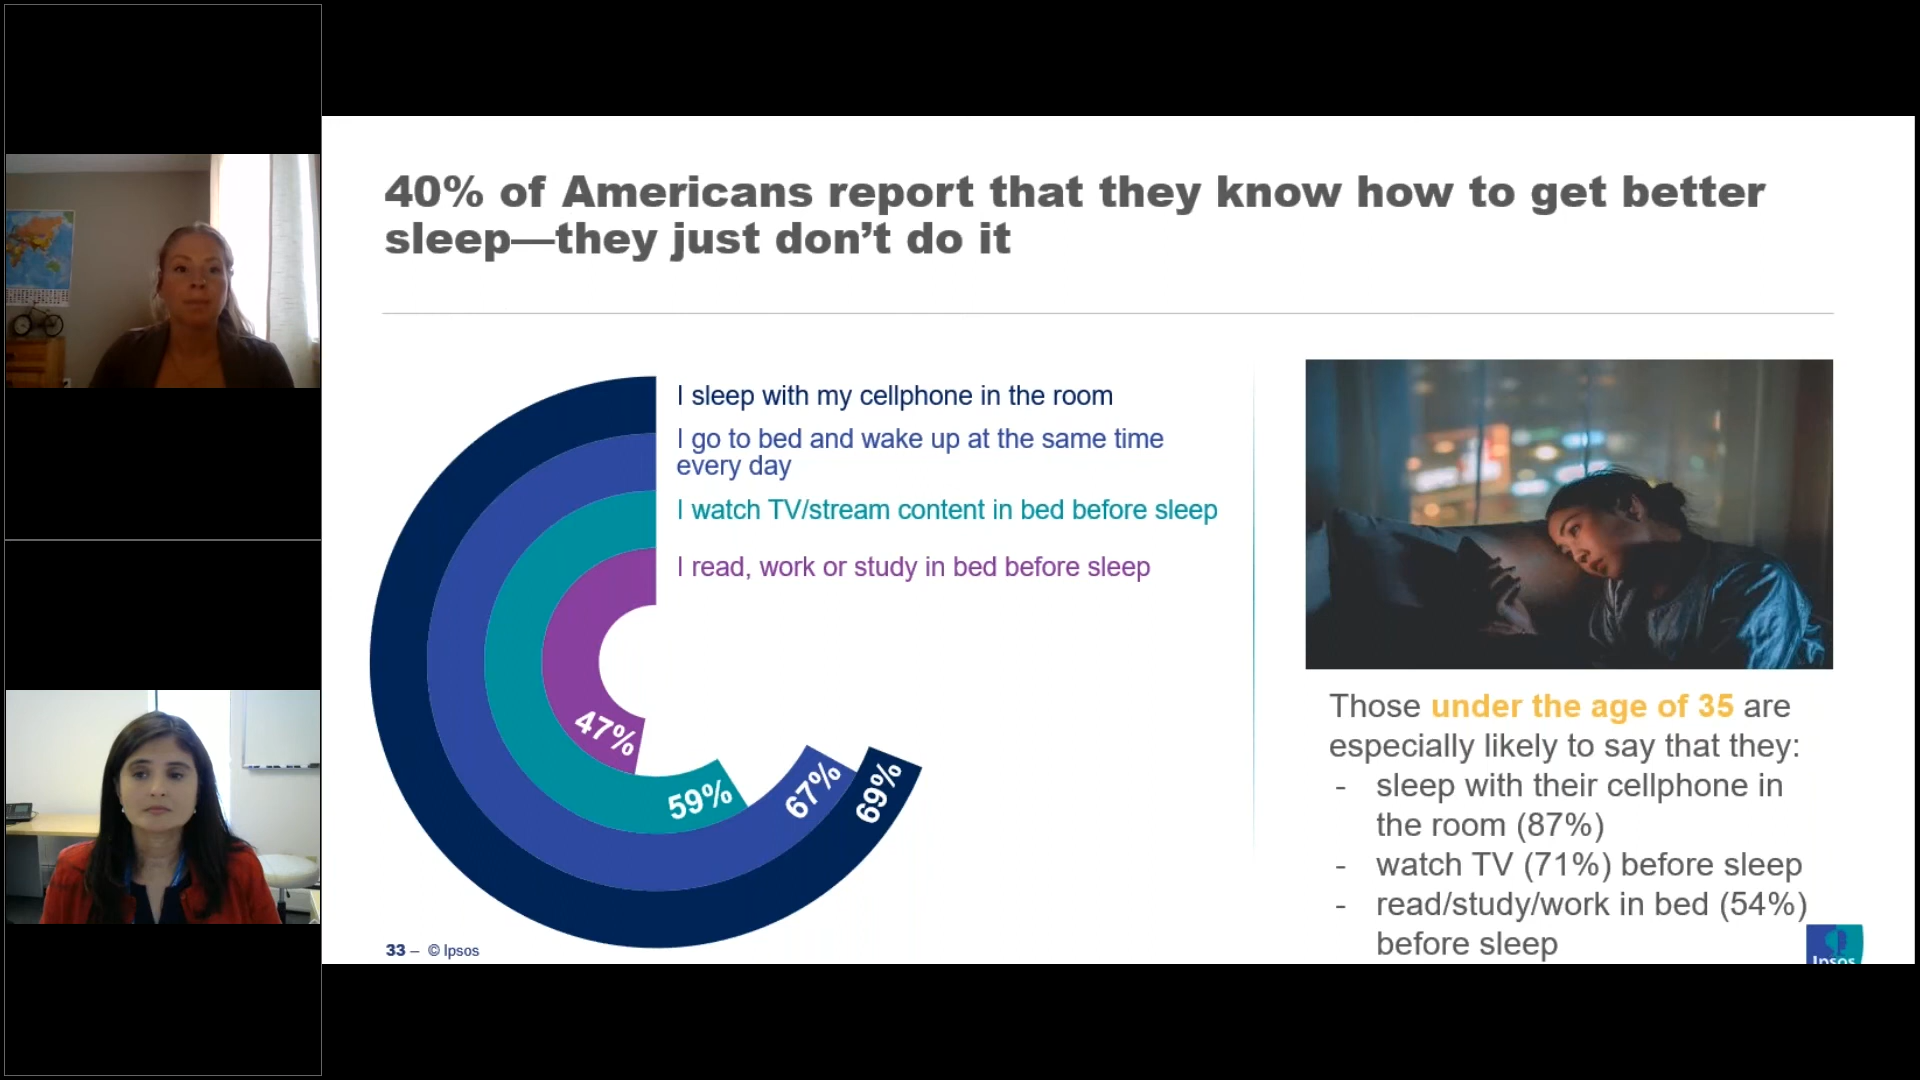 40% of Americans report that they know how to get better
sleep—they just don’t do it
I sleep with my cellphone in the room
I go to bed and wake up at the same time
every day
I watch TV/stream content in bed before sleep
I read, work or study in bed before sleep
47%
59%
67%
69%
Those under the age of 35 are
especially likely to say that they:
- sleep with their cellphone in
the room (87%)
- watch TV (71%) before sleep
- read/study/work in bed (54%)
before sleep
33 – © Ipsos
Ipsos